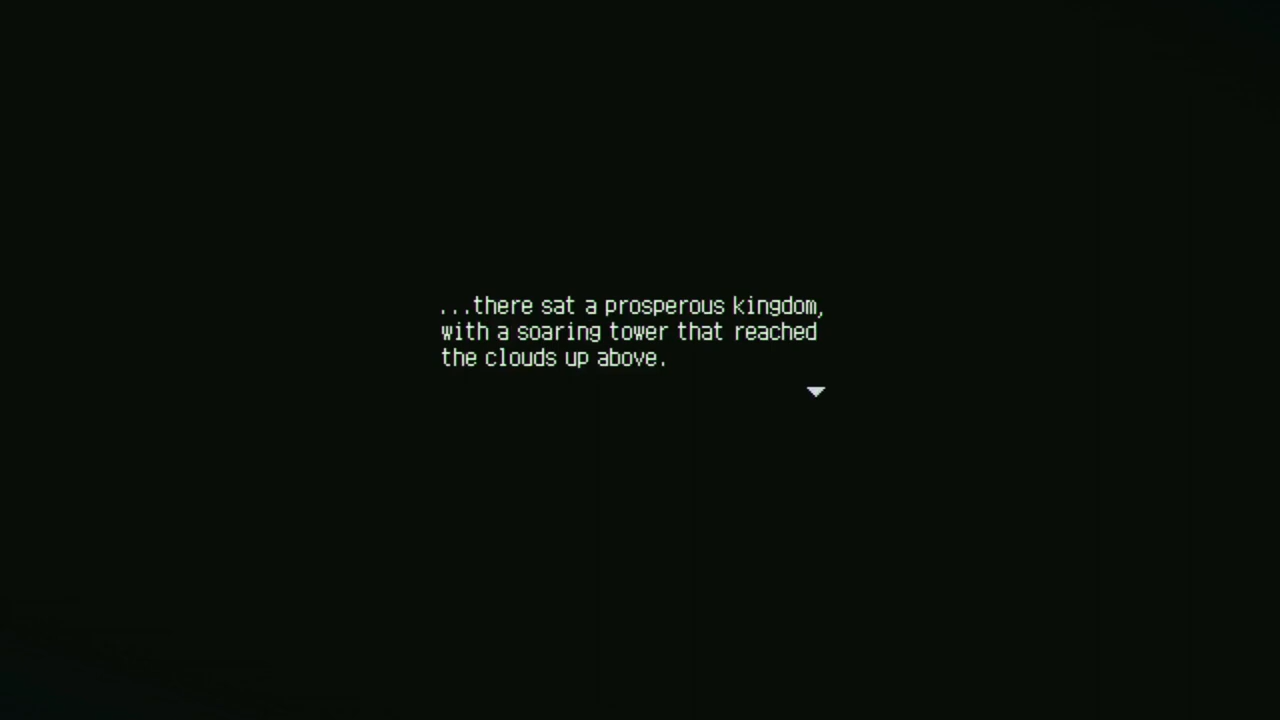 ...there sat a prosperous kingdom,
with a soaring tower that reached
the clouds up above.